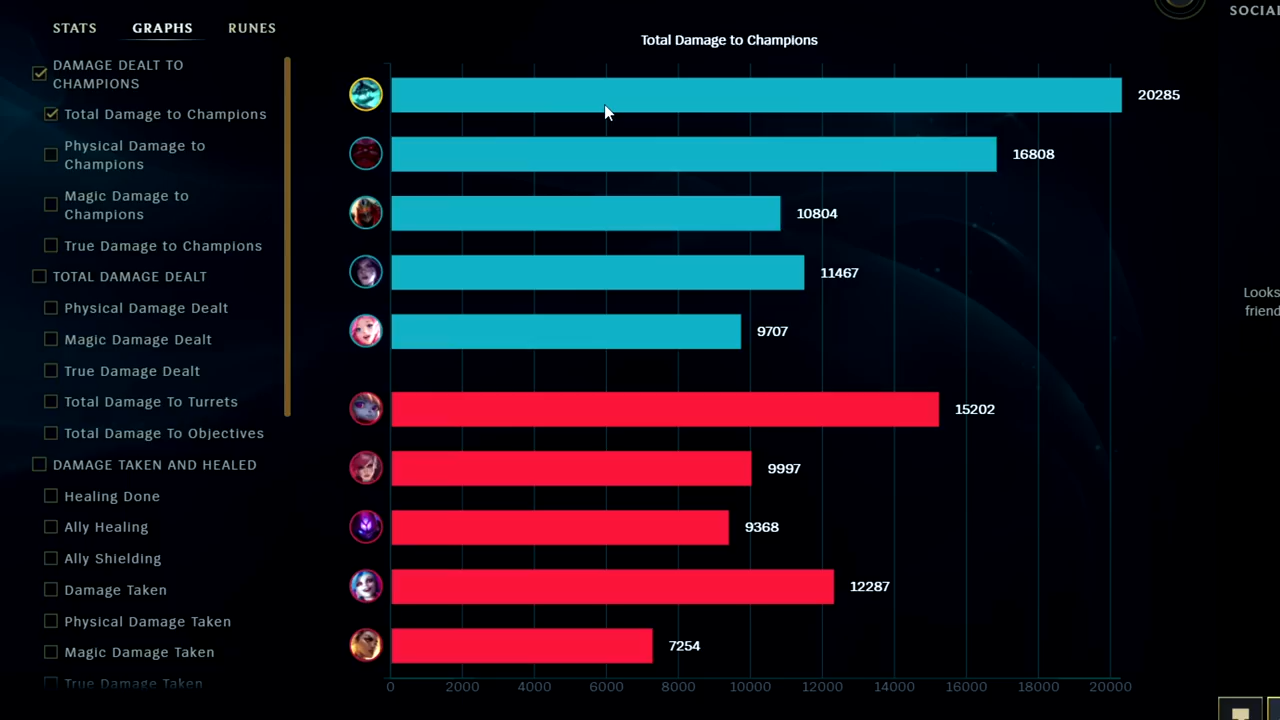 STATS GRAPHS RUNES
DAMAGE DEALT TO
CHAMPIONS
Total Damage to Champions
Physical Damage to
Champions
Magic Damage to
Champions
True Damage to Champions
TOTAL DAMAGE DEALT
Physical Damage Dealt
Magic Damage Dealt
True Damage Dealt
Total Damage To Turrets
Total Damage To Objectives
DAMAGE TAKEN AND HEALED
Healing Done
Ally Healing
Ally Shielding
Damage Taken
Physical Damage Taken
Magic Damage Taken
True Damage Taken
Total Damage to Champions
20285
16808
10804
11467
9707
15202
9997
9368
12287
7254
0 2000 4000 6000 8000 10000 12000 14000 16000 18000 20000
SOCIAL
Looks
friend